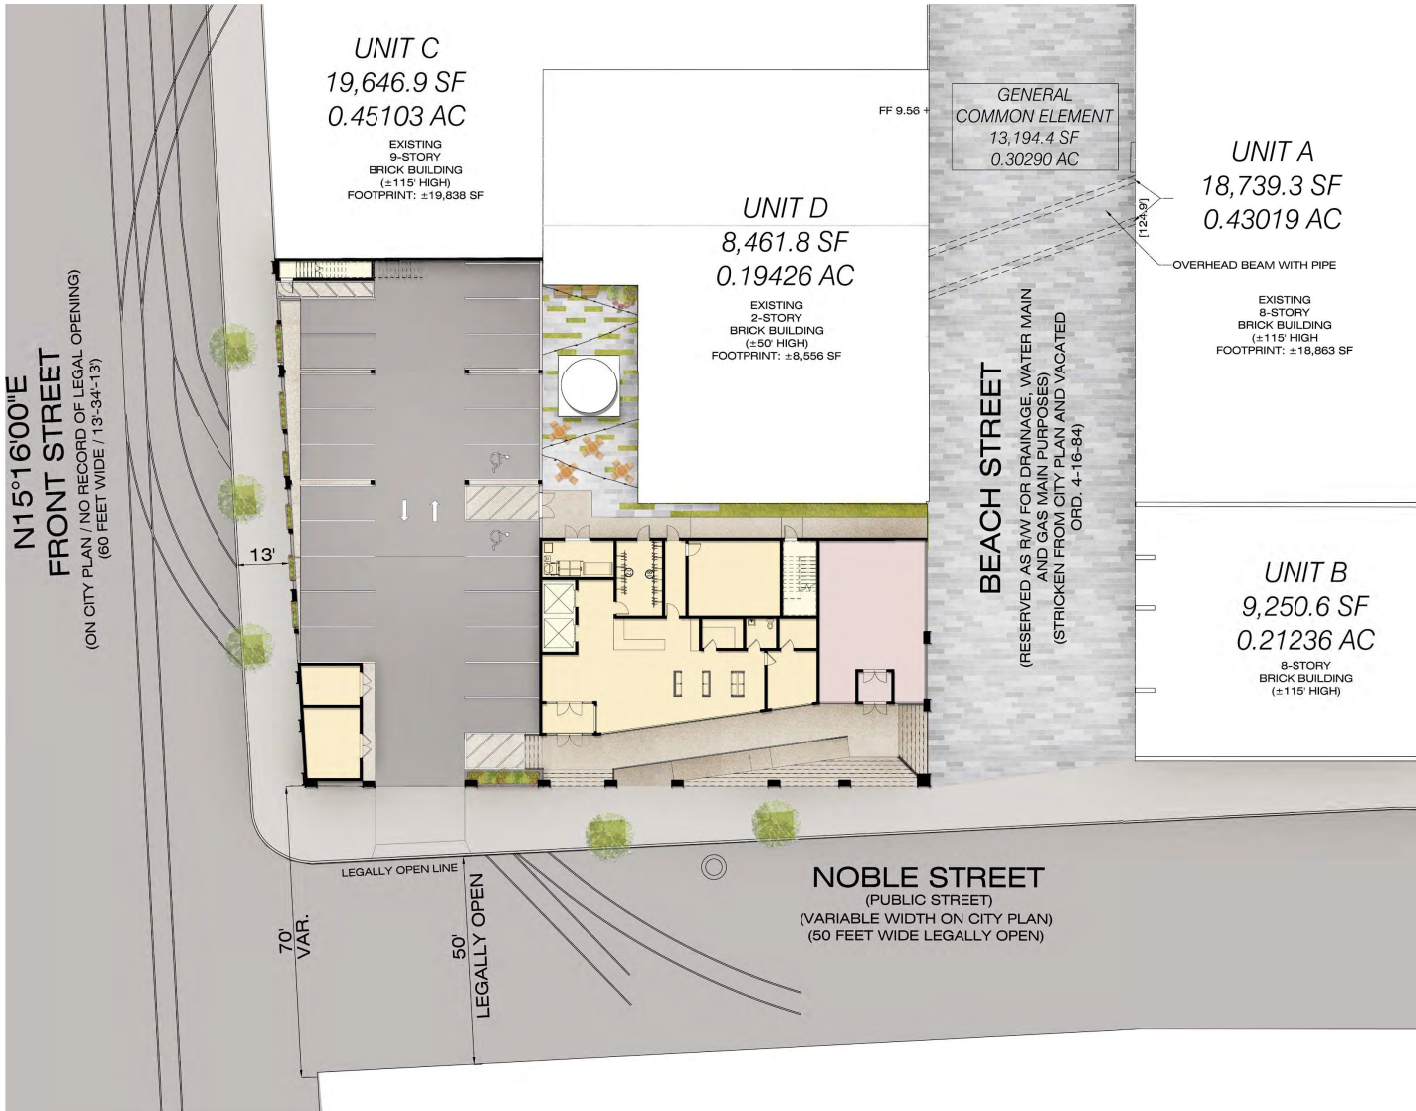 UNIT C
19,646.9 SF
0.45103 AC
EXISTING
9-STORY
BRICK BUILDING
(±115' HIGH)
FOOTPRINT: ±19,838 SF
UNIT D
8,461.8 SF
0.19426 AC
EXISTING
2-STORY
BRICK BUILDING
(±50' HIGH)
FOOTPRINT: ±8,556 SF
FF 9.56 +
GENERAL
COMMON ELEMENT
13,194.4 SF
0.30290 AC
UNIT A
18,739.3 SF
0.43019 AC
[124.9']
OVERHEAD BEAM WITH PIPE
EXISTING
8-STORY
BRICK BUILDING
(±115' HIGH
FOOTPRINT: ±18,863 SF
N15°16'00"E
FRONT STREET
(ON CITY PLAN / NO RECORD OF LEGAL OPENING)
(60 FEET WIDE / 13'-34'-13')
13'
BEACH STREET
(RESERVED AS R/W FOR DRAINAGE, WATER MAIN
AND GAS MAIN PURPOSES)
(STRICKEN FROM CITY PLAN AND VACATED
ORD. 4-16-84)
UNIT B
9,250.6 SF
0.21236 AC
8-STORY
BRICK BUILDING
(±115' HIGH)
LEGALLY OPEN LINE
70'
VAR.
50'
LEGALLY OPEN
NOBLE STREET
(PUBLIC STREET)
(VARIABLE WIDTH ON CITY PLAN)
(50 FEET WIDE LEGALLY OPEN)